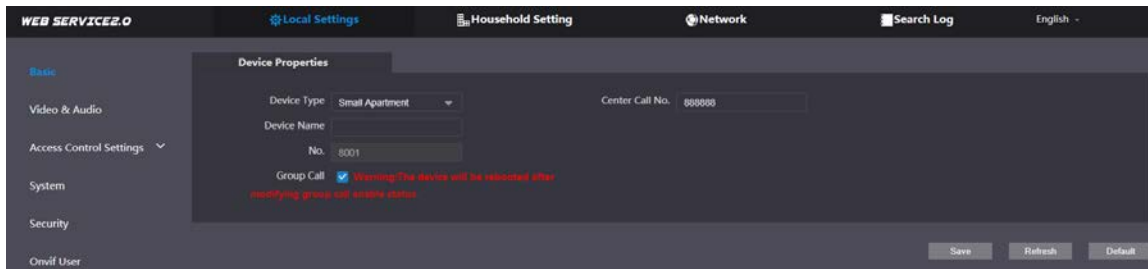 WEB SERVICE2.0 Local Settings Household Setting Network Search Log English
Basic
Video & Audio
Access Control Settings
System
Security
Onvif User
Device Properties
Device Type Small Apartment Center Call No. 888888
Device Name
No. 8001
Group Call Warning:The device will be rebooted after
modifying group call enable status.
Save Refresh Default